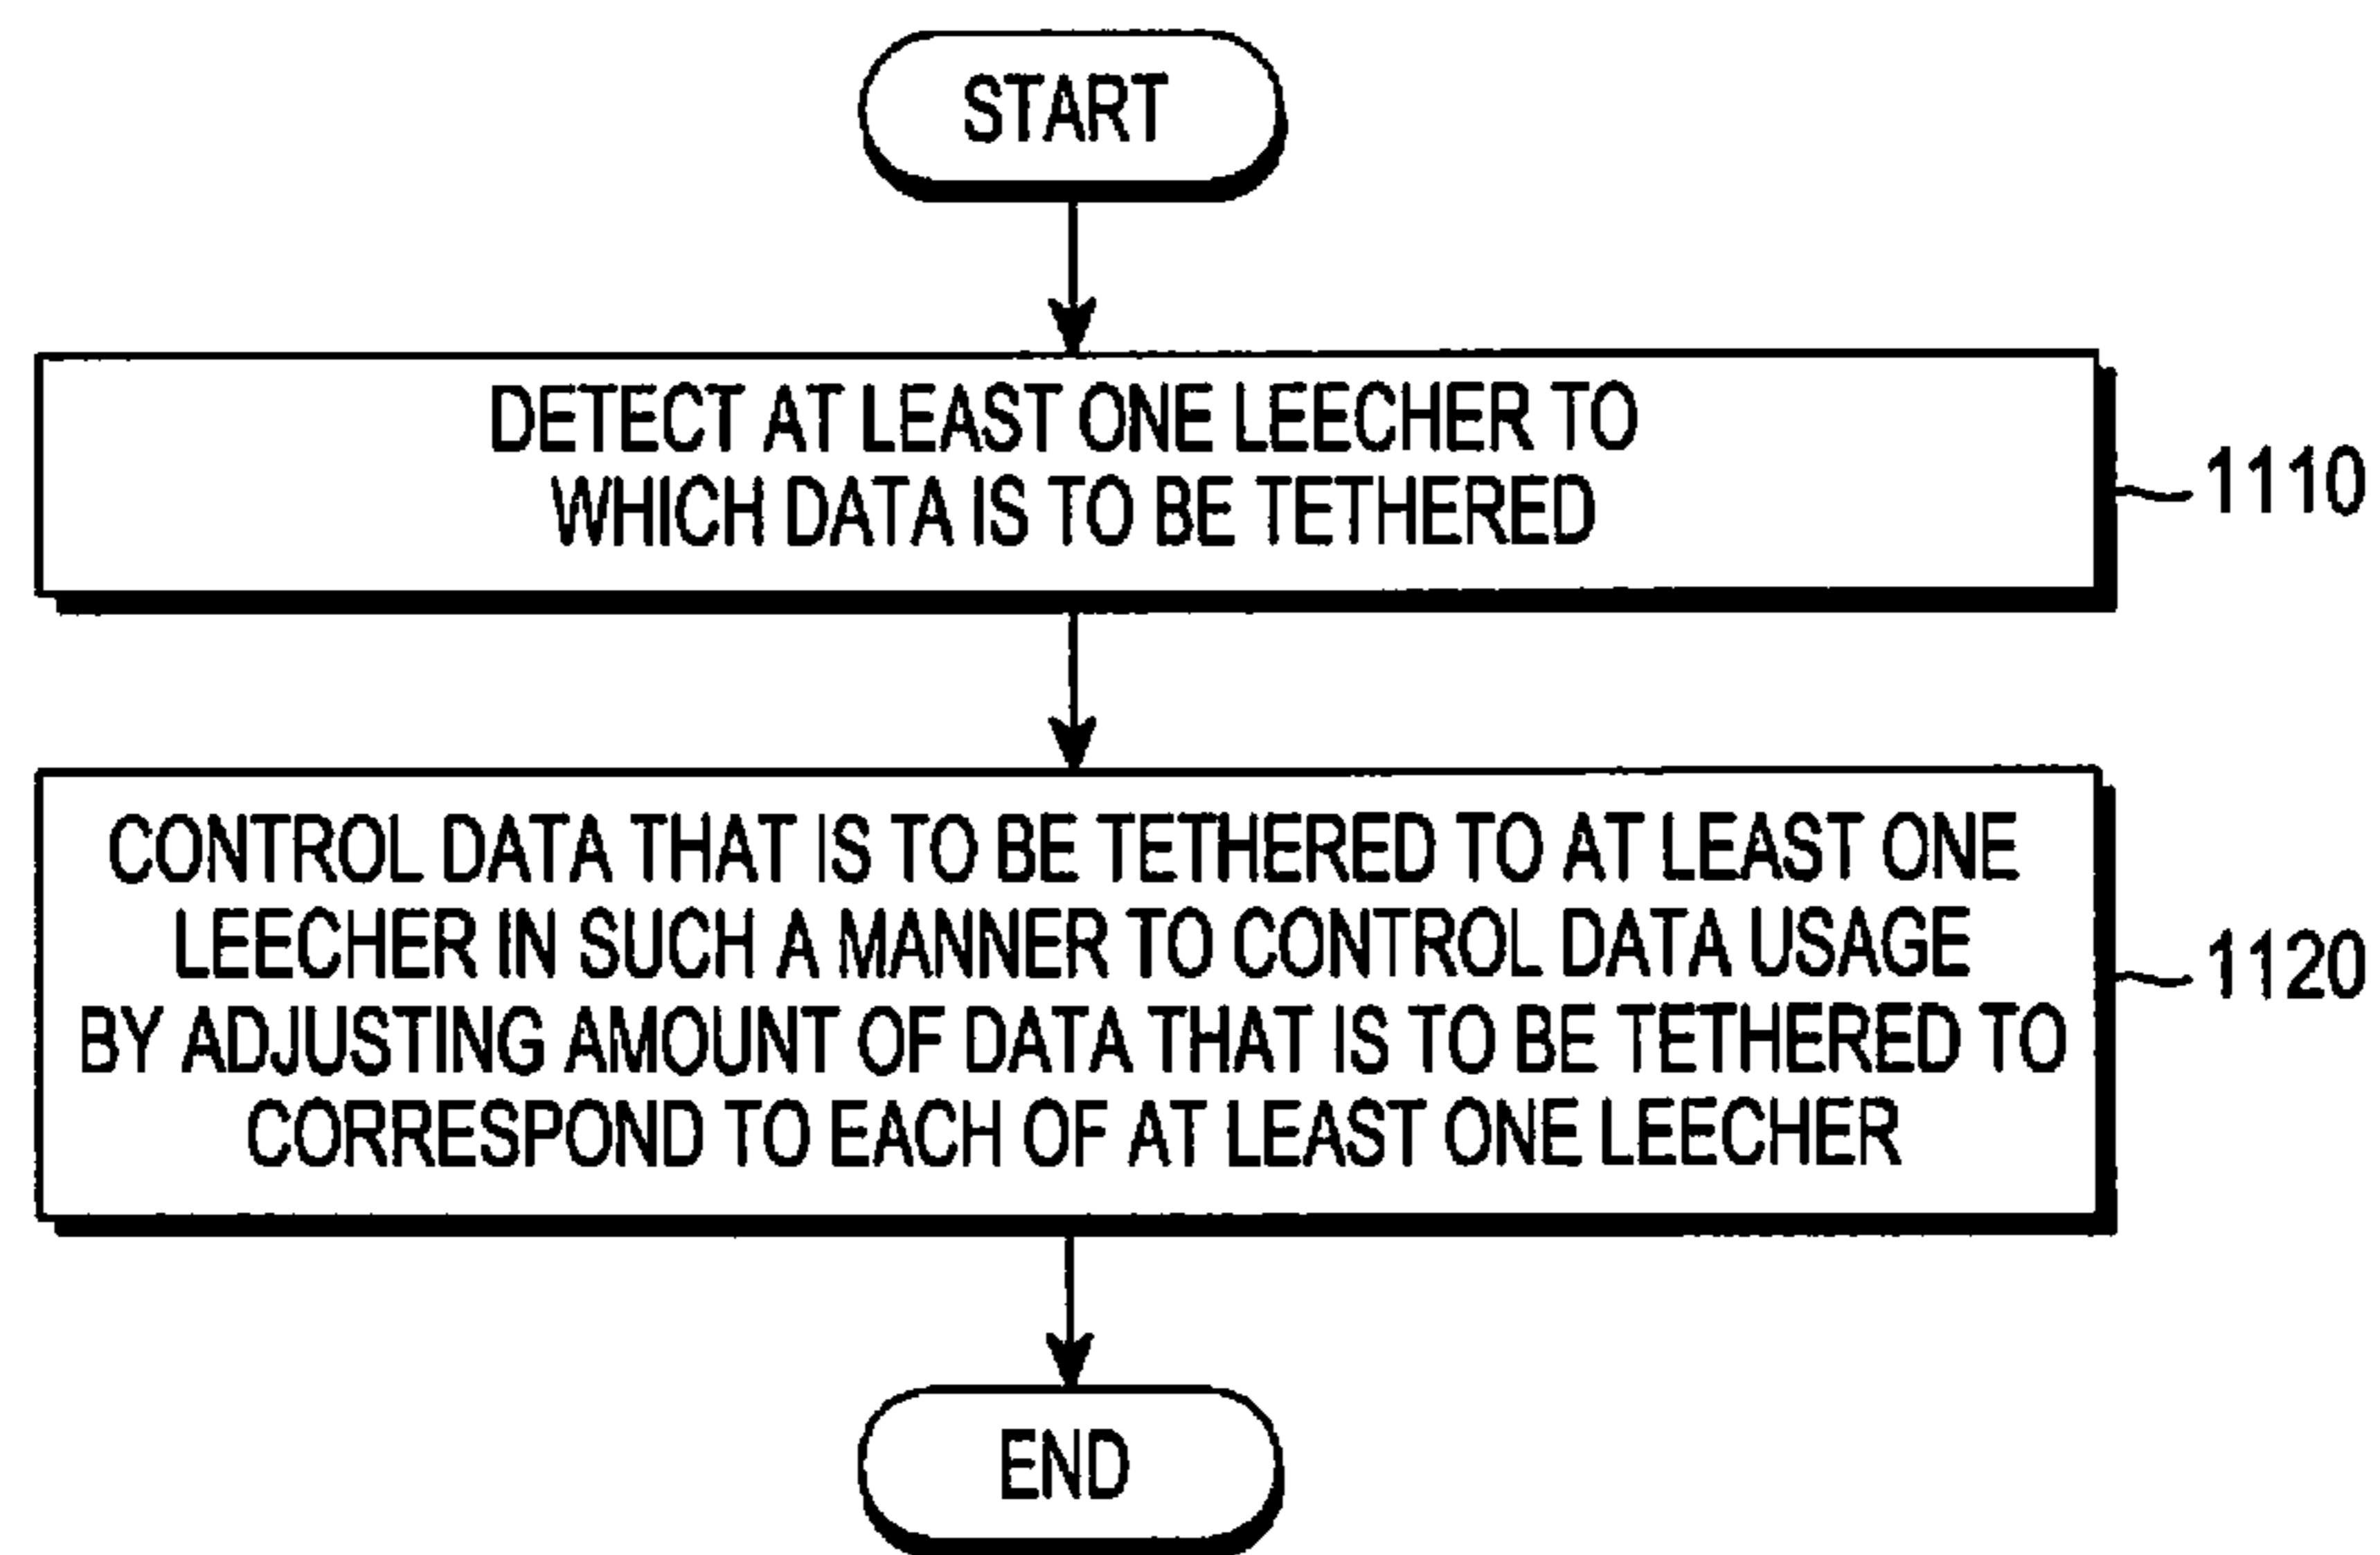 START
DETECT AT LEAST ONE LEECHER TO
WHICH DATA IS TO BE TETHERED
1110
CONTROL DATA THAT IS TO BE TETHERED TO AT LEAST ONE
LEECHER IN SUCH A MANNER TO CONTROL DATA USAGE
BY ADJUSTING AMOUNT OF DATA THAT IS TO BE TETHERED TO
CORRESPOND TO EACH OF AT LEAST ONE LEECHER
1120
END